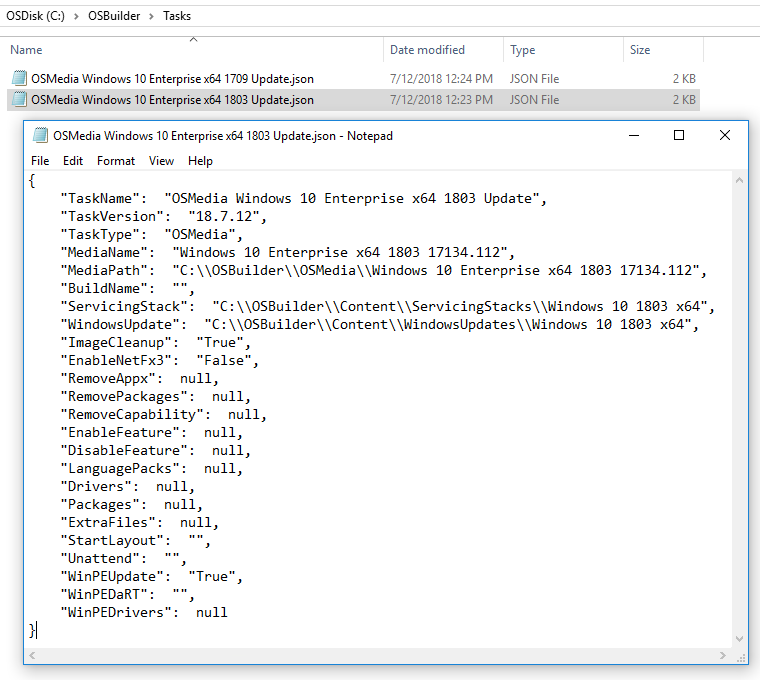 OSDisk (C:) > OSBuilder > Tasks
Name Date modified Type Size
OSMedia Windows 10 Enterprise x64 1709 Update.json 7/12/2018 12:24 PM JSON File 2 KB
OSMedia Windows 10 Enterprise x64 1803 Update.json 7/12/2018 12:23 PM JSON File 2 KB
OSMedia Windows 10 Enterprise x64 1803 Update.json - Notepad
File Edit Format View Help
{
    "TaskName":  "OSMedia Windows 10 Enterprise x64 1803 Update",
    "TaskVersion":  "18.7.12",
    "TaskType":  "OSMedia",
    "MediaName":  "Windows 10 Enterprise x64 1803 17134.112",
    "MediaPath":  "C:\\OSBuilder\\OSMedia\\Windows 10 Enterprise x64 1803 17134.112",
    "BuildName":  "",
    "ServicingStack":  "C:\\OSBuilder\\Content\\ServicingStacks\\Windows 10 1803 x64",
    "WindowsUpdate":  "C:\\OSBuilder\\Content\\WindowsUpdates\\Windows 10 1803 x64",
    "ImageCleanup":  "True",
    "EnableNetFx3":  "False",
    "RemoveAppx":  null,
    "RemovePackages":  null,
    "RemoveCapability":  null,
    "EnableFeature":  null,
    "DisableFeature":  null,
    "LanguagePacks":  null,
    "Drivers":  null,
    "Packages":  null,
    "ExtraFiles":  null,
    "StartLayout":  "",
    "Unattend":  "",
    "WinPEUpdate":  "True",
    "WinPEDaRT":  "",
    "WinPEDrivers":  null
}